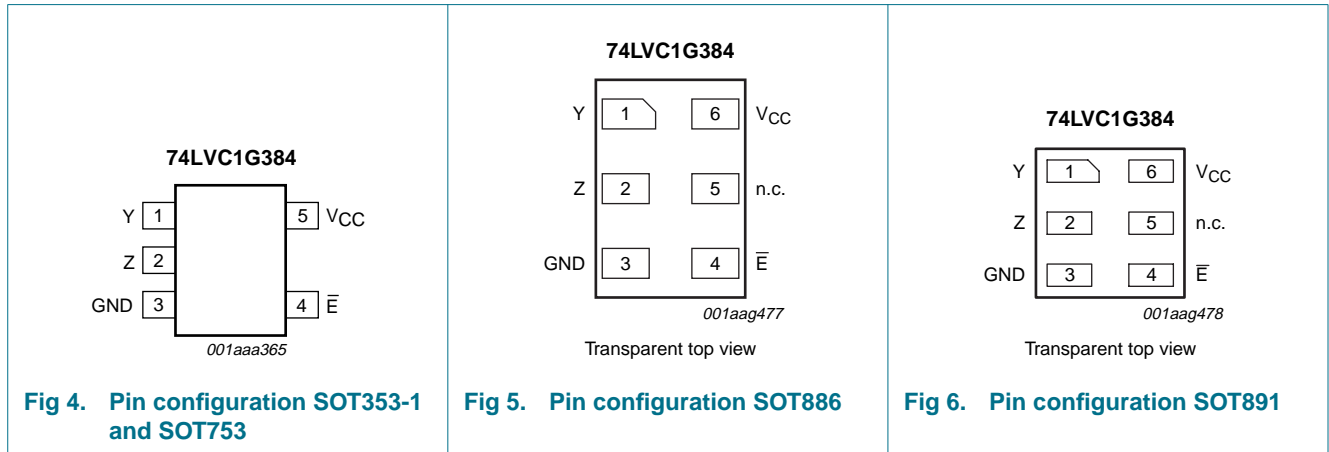 74LVC1G384
Y 1 5 VCC
Z 2
GND 3 4 E̅
001aaa365
Fig 4. Pin configuration SOT353-1
and SOT753
74LVC1G384
Y 1 6 VCC
Z 2 5 n.c.
GND 3 4 E̅
001aag477
Transparent top view
Fig 5. Pin configuration SOT886
74LVC1G384
Y 1 6 VCC
Z 2 5 n.c.
GND 3 4 E̅
001aag478
Transparent top view
Fig 6. Pin configuration SOT891